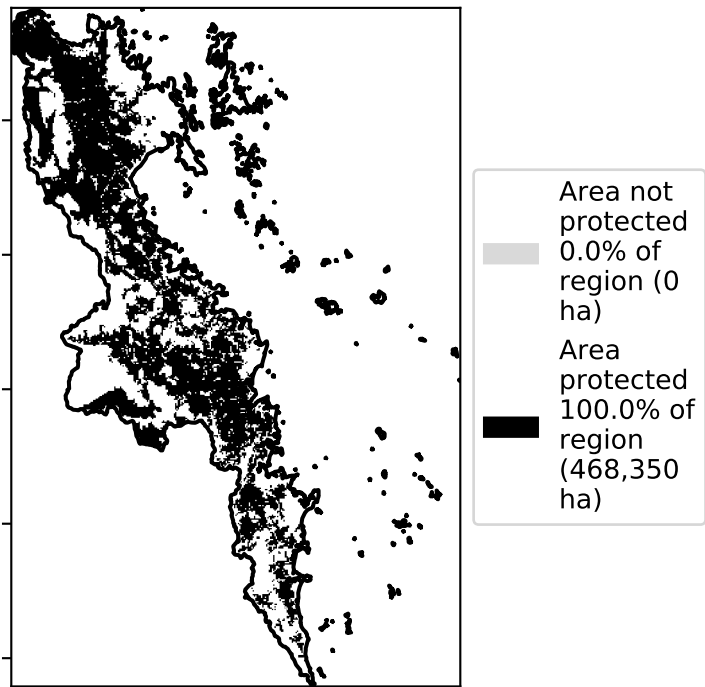 Area not
protected
0.0% of
region (0
ha)
Area
protected
100.0% of
region
(468,350
ha)